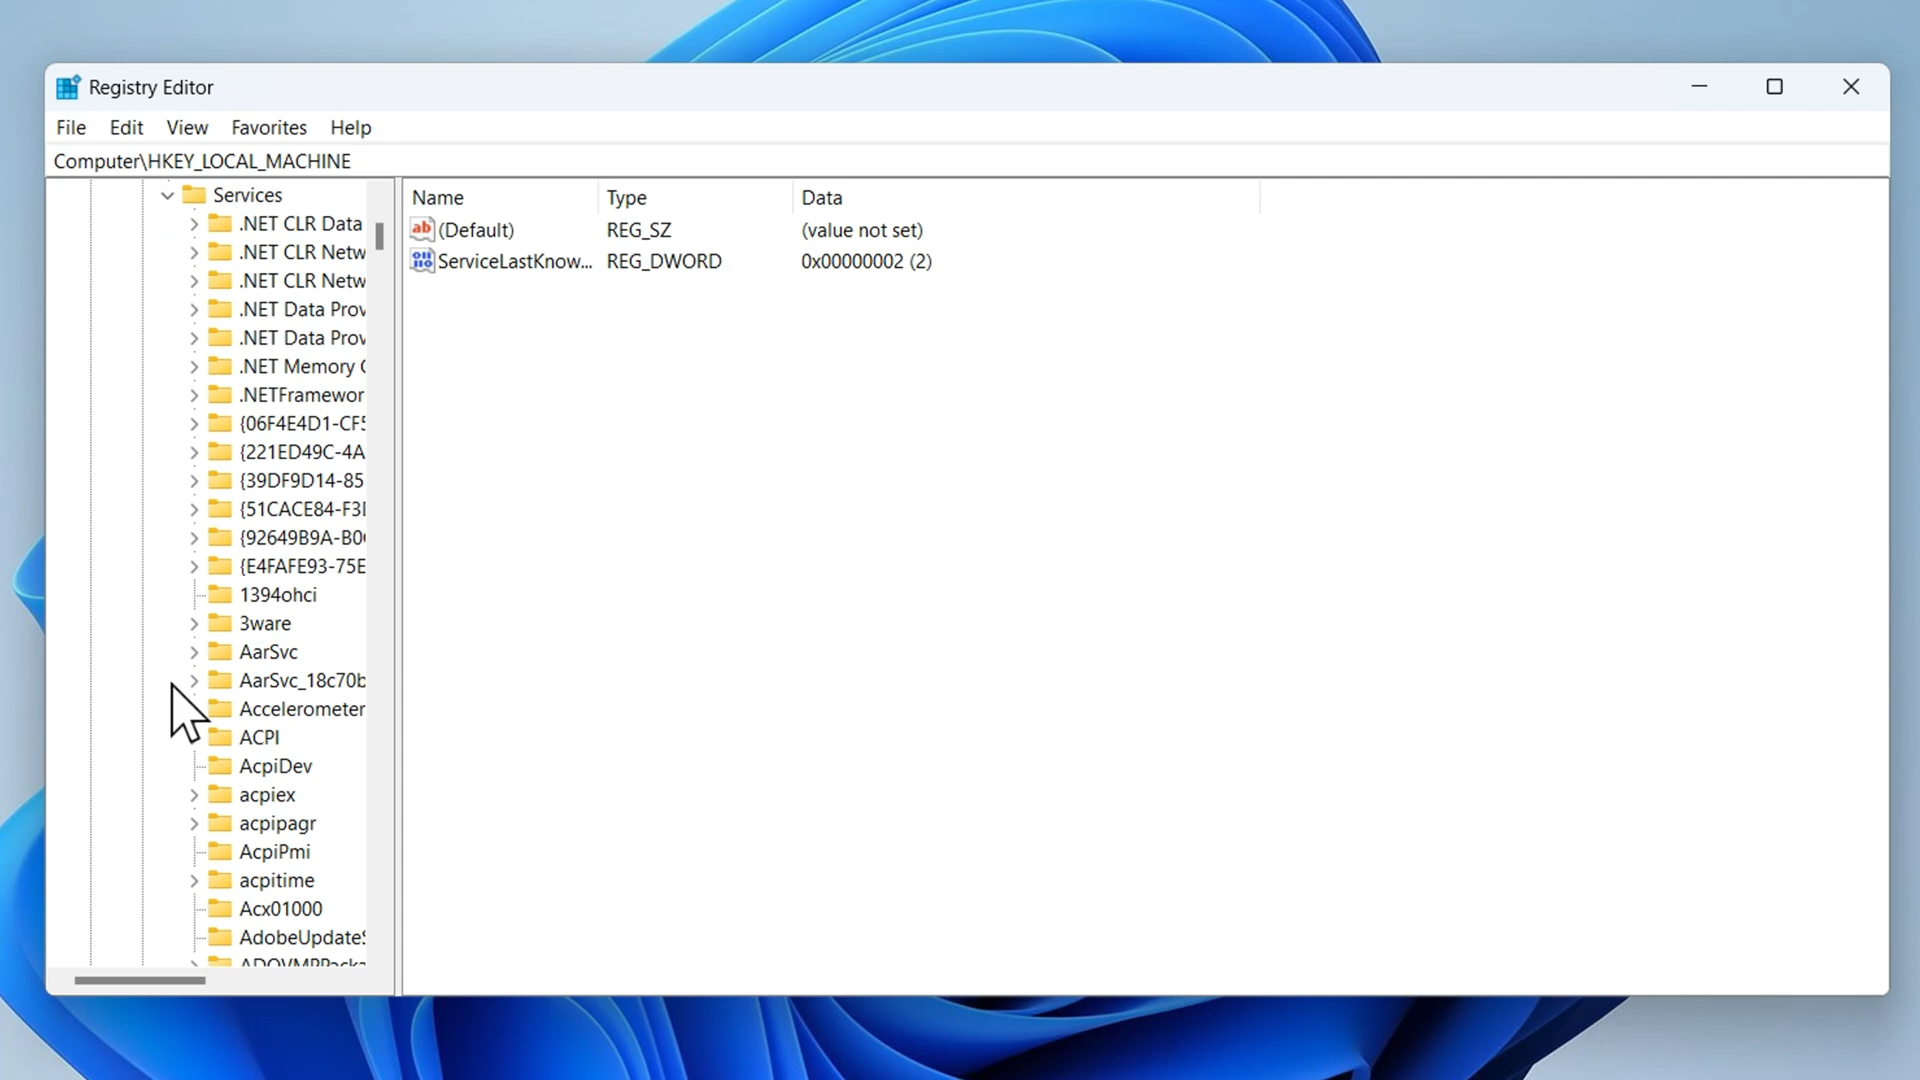 Registry Editor
File Edit View Favorites Help
Computer\HKEY_LOCAL_MACHINE
Services
.NET CLR Data
.NET CLR Netw
.NET CLR Netw
.NET Data Prov
.NET Data Prov
.NET Memory
.NETFramewor
{06F4E4D1-CF5
{221ED49C-4A
{39DF9D14-85
{51CACE84-F3
{92649B9A-B0
{E4FAFE93-75E
1394ohci
3ware
AarSvc
AarSvc_18c70b
Accelerometer
ACPI
AcpiDev
acpiex
acpipagr
AcpiPmi
acpitime
Acx01000
AdobeUpdateS
Name Type Data
(Default) REG_SZ (value not set)
ServiceLastKnow... REG_DWORD 0x00000002 (2)